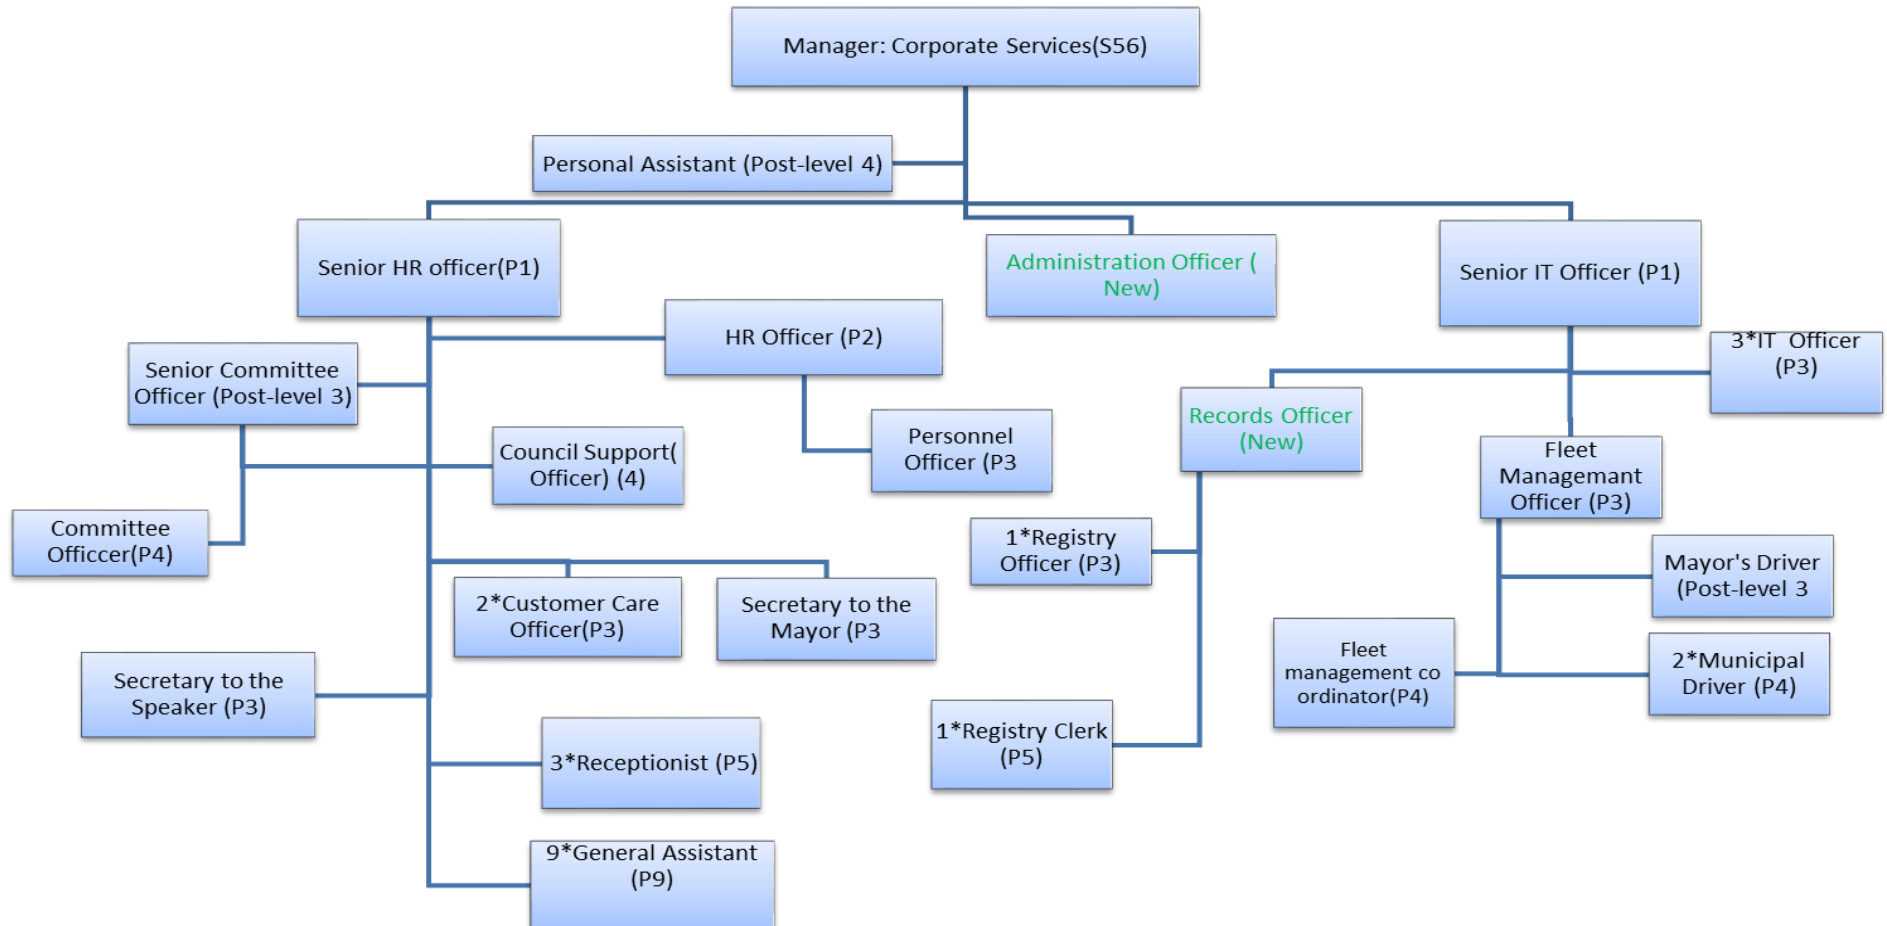 Manager: Corporate Services(S56)
Personal Assistant (Post-level 4)
Senior HR officer(P1)
Administration Officer (
New)
Senior IT Officer (P1)
HR Officer (P2)
3*IT  Officer
(P3)
Senior Committee
Officer (Post-level 3)
Records Officer
(New)
Personnel
Officer (P3
Council Support(
Officer) (4)
Fleet
Managemant
Officer (P3)
Committee
Officcer(P4)
1*Registry
Officer (P3)
Mayor's Driver
(Post-level 3
2*Customer Care
Officer(P3)
Secretary to the
Mayor (P3
Fleet
management co
ordinator(P4)
2*Municipal
Driver (P4)
Secretary to the
Speaker (P3)
1*Registry Clerk
(P5)
3*Receptionist (P5)
9*General Assistant
(P9)